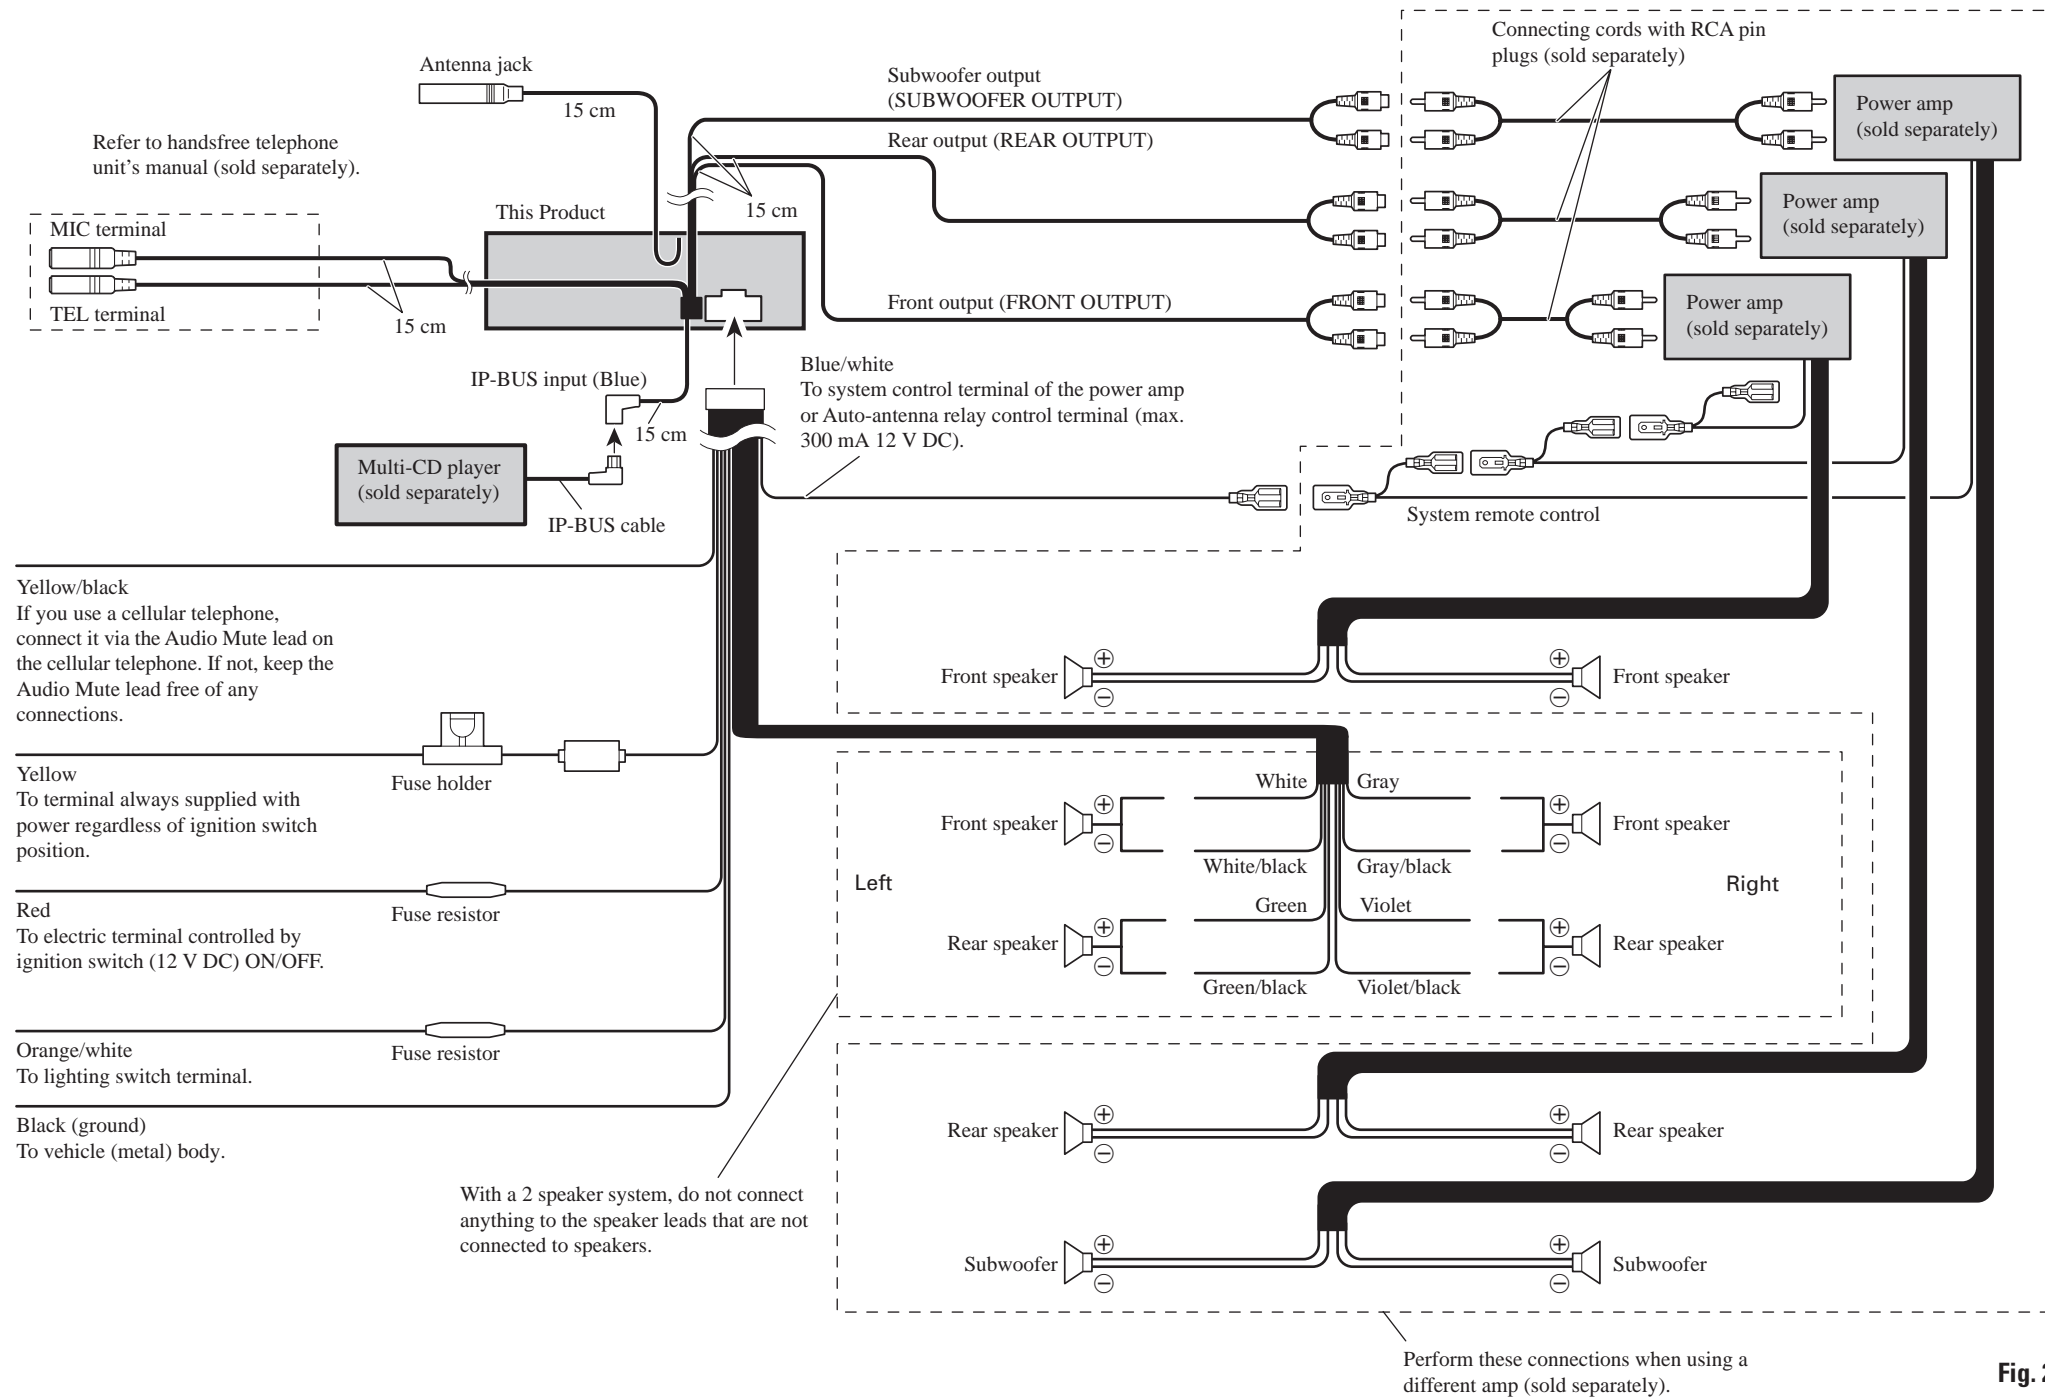 Connecting cords with RCA pin
plugs (sold separately)
Antenna jack
15 cm
Subwoofer output
(SUBWOOFER OUTPUT)
Power amp
(sold separately)
Refer to handsfree telephone
unit's manual (sold separately).
Rear output (REAR OUTPUT)
15 cm
This Product
Power amp
(sold separately)
MIC terminal
TEL terminal
15 cm
Front output (FRONT OUTPUT)
Power amp
(sold separately)
IP-BUS input (Blue)
15 cm
Blue/white
To system control terminal of the power amp
or Auto-antenna relay control terminal (max.
300 mA 12 V DC).
Multi-CD player
(sold separately)
IP-BUS cable
System remote control
Yellow/black
If you use a cellular telephone,
connect it via the Audio Mute lead on
the cellular telephone. If not, keep the
Audio Mute lead free of any
connections.
Front speaker
+
−
+
−
Front speaker
Yellow
To terminal always supplied with
power regardless of ignition switch
position.
Fuse holder
White
Gray
Front speaker
+
−
+
−
Front speaker
White/black
Gray/black
Left
Right
Red
To electric terminal controlled by
ignition switch (12 V DC) ON/OFF.
Fuse resistor
Green
Violet
Rear speaker
+
−
+
−
Rear speaker
Green/black
Violet/black
Orange/white
To lighting switch terminal.
Fuse resistor
Black (ground)
To vehicle (metal) body.
Rear speaker
+
−
+
−
Rear speaker
With a 2 speaker system, do not connect
anything to the speaker leads that are not
connected to speakers.
Subwoofer
+
−
+
−
Subwoofer
Perform these connections when using a
different amp (sold separately).
Fig. 2